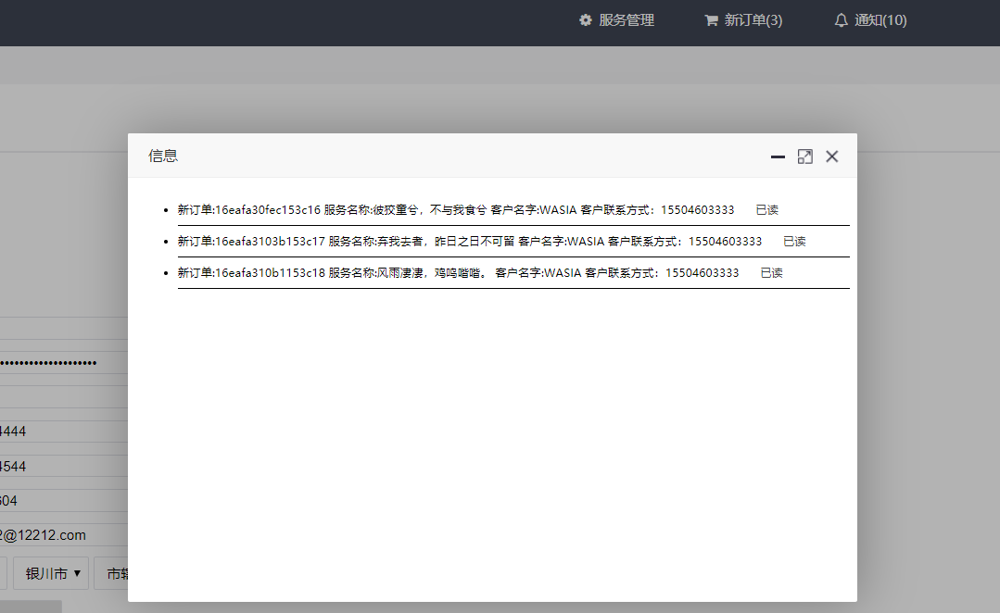 服务管理 新订单(3) 通知(10)
信息
新订单:16eafa30fec153c16 服务名称:彼狡童兮，不与我食兮 客户名字:WASIA 客户联系方式：15504603333 已读
新订单:16eafa3103b153c17 服务名称:弃我去者，昨日之日不可留 客户名字:WASIA 客户联系方式：15504603333 已读
新订单:16eafa310b1153c18 服务名称:风雨凄凄，鸡鸣喈喈。 客户名字:WASIA 客户联系方式：15504603333 已读
4444
4544
604
2@12212.com
银川市 市辖